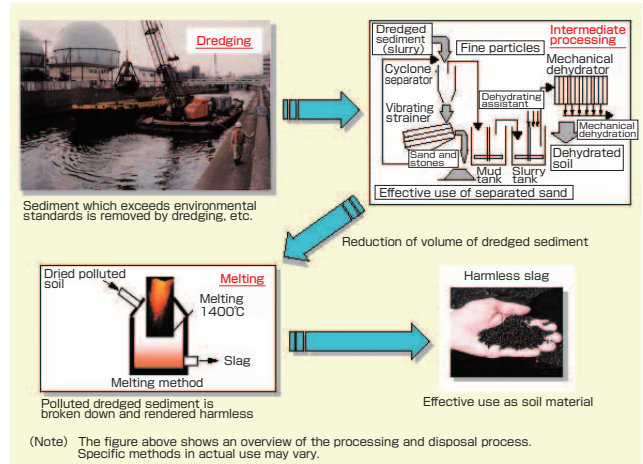 Dredging
Sediment which exceeds environmental
standards is removed by dredging, etc.
Intermediate
processing
Dredged
sediment
(slurry)
Fine particles
Cyclone
separator
Mechanical
dehydrator
Dehydrating
assistant
Vibrating
strainer
Mechanical
dehydration
Sand and
stones
Mud
tank
Slurry
tank
Dehydrated
soil
Effective use of separated sand
Reduction of volume of dredged sediment
Dried polluted
soil
Melting
Melting
1400℃
Slag
Melting method
Polluted dredged sediment is
broken down and rendered harmless
Harmless slag
Effective use as soil material
(Note) The figure above shows an overview of the processing and disposal process.
Specific methods in actual use may vary.